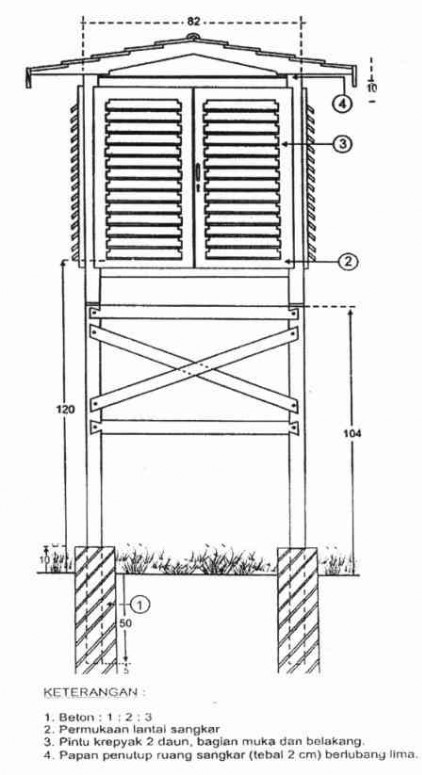 82
4
10
3
2
120
104
10
1
50
5
KETERANGAN :
1. Beton : 1 : 2 : 3
2. Permukaan lantai sangkar
3. Pintu krepyak 2 daun, bagian muka dan belakang.
4. Papan penutup ruang sangkar (tebal 2 cm) berlubang lima.